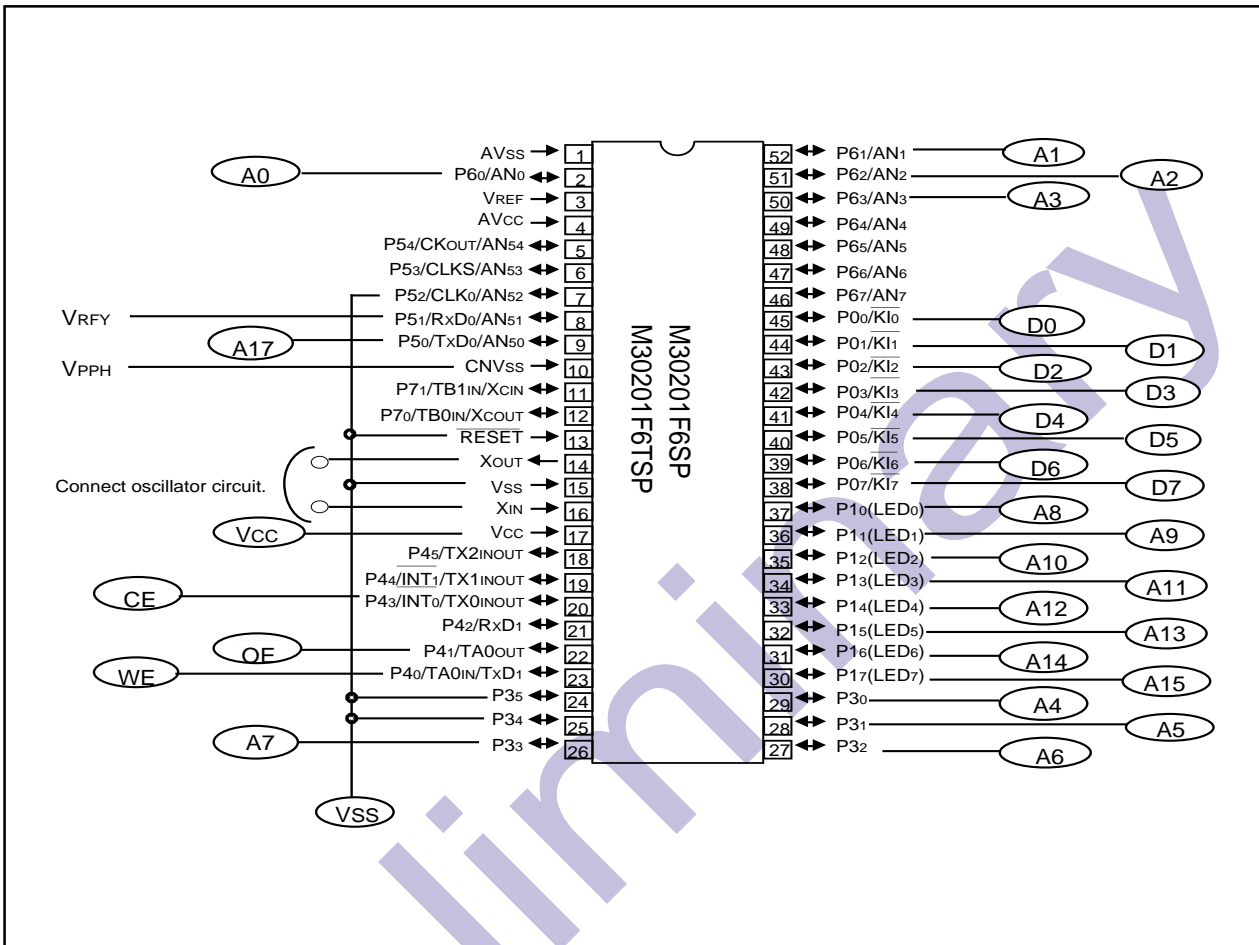 AVSS 1
A0 P60/AN0 2
VREF 3
AVCC 4
P54/CKOUT/AN54 5
P53/CLKS/AN53 6
P52/CLK0/AN52 7
VRFY P51/RXD0/AN51 8
A17 P50/TXD0/AN50 9
VPPH CNVSS 10
P71/TB1IN/XCIN 11
P70/TB0IN/XCOUT 12
RESET 13
XOUT 14
Connect oscillator circuit.
VSS 15
XIN 16
VCC VCC 17
P45/TX2INOUT 18
P44/INT1/TX1INOUT 19
CE P43/INT0/TX0INOUT 20
P42/RXD1 21
OE P41/TA0OUT 22
WE P40/TA0IN/TXD1 23
P35 24
P34 25
A7 P33 26
VSS
M30201F6SP
M30201F6TSP
52 P61/AN1 A1
51 P62/AN2 A2
50 P63/AN3 A3
49 P64/AN4
48 P65/AN5
47 P66/AN6
46 P67/AN7
45 P00/KI0 D0
44 P01/KI1 D1
43 P02/KI2 D2
42 P03/KI3 D3
41 P04/KI4 D4
40 P05/KI5 D5
39 P06/KI6 D6
38 P07/KI7 D7
37 P10(LED0) A8
36 P11(LED1) A9
35 P12(LED2) A10
34 P13(LED3) A11
33 P14(LED4) A12
32 P15(LED5) A13
31 P16(LED6) A14
30 P17(LED7) A15
29 P30 A4
28 P31 A5
27 P32 A6
liminary